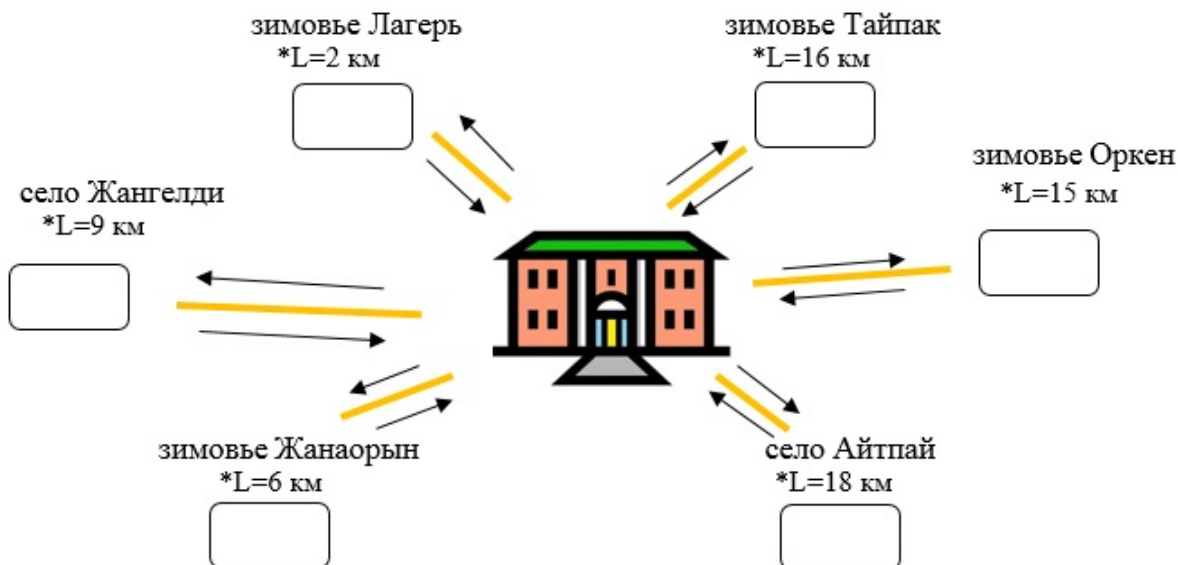 зимовье Лагерь
*L=2 км
зимовье Тайпак
*L=16 км
зимовье Оркен
*L=15 км
село Жангелди
*L=9 км
зимовье Жанаорын
*L=6 км
село Айтпай
*L=18 км